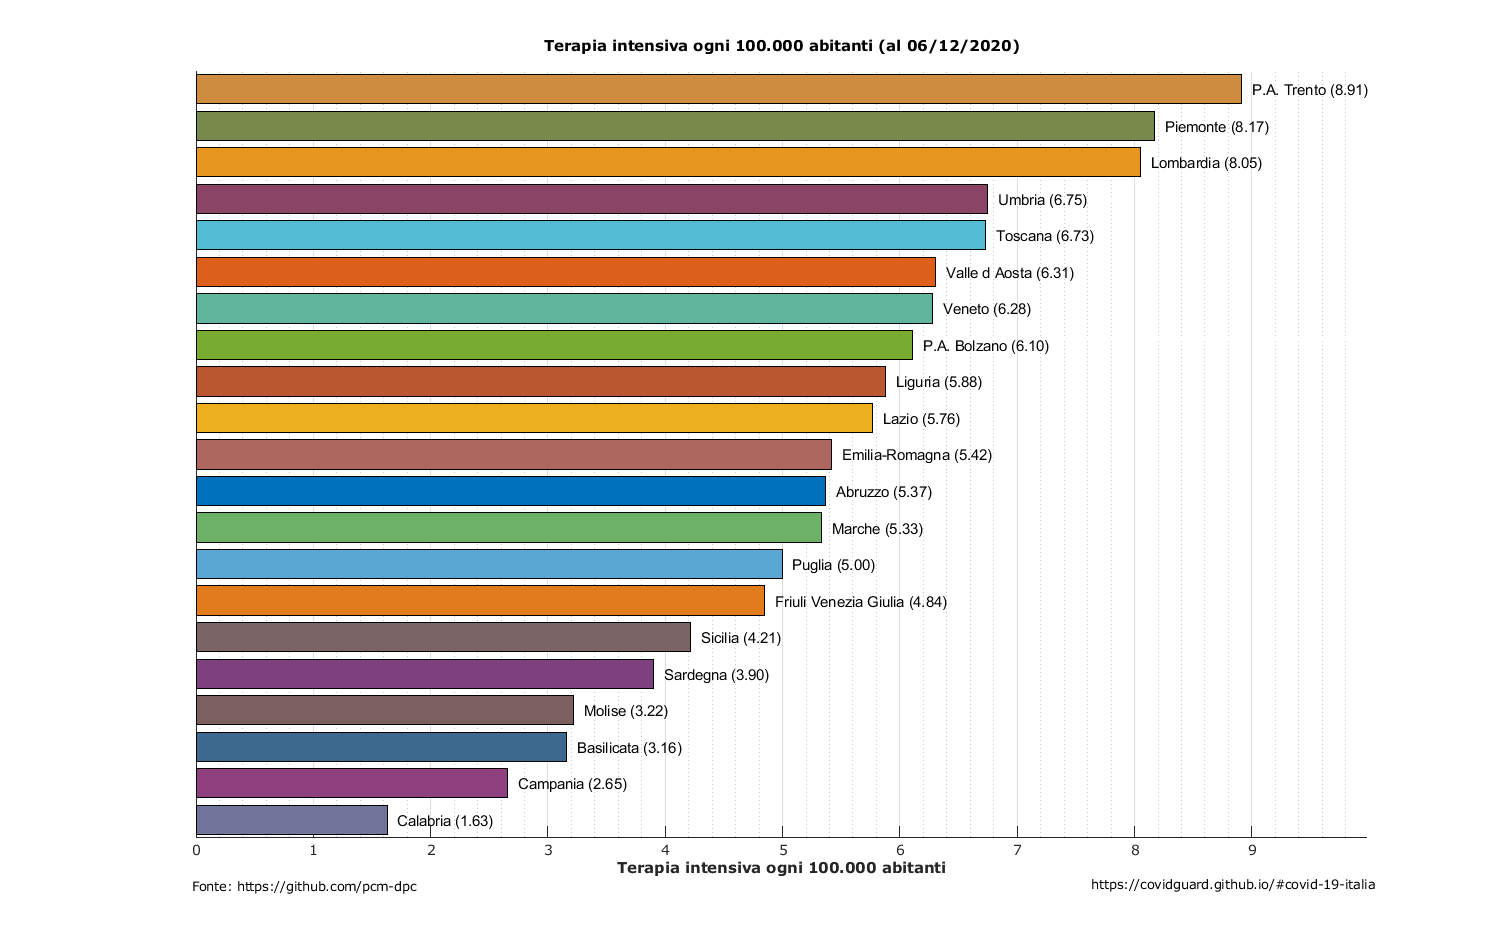 Terapia intensiva ogni 100.000 abitanti (al 06/12/2020)
P.A. Trento (8.91)
Piemonte (8.17)
Lombardia (8.05)
Umbria (6.75)
Toscana (6.73)
Valle d Aosta (6.31)
Veneto (6.28)
P.A. Bolzano (6.10)
Liguria (5.88)
Lazio (5.76)
Emilia-Romagna (5.42)
Abruzzo (5.37)
Marche (5.33)
Puglia (5.00)
Friuli Venezia Giulia (4.84)
Sicilia (4.21)
Sardegna (3.90)
Molise (3.22)
Basilicata (3.16)
Campania (2.65)
Calabria (1.63)
0 1 2 3 4 5 6 7 8 9
Terapia intensiva ogni 100.000 abitanti
Fonte: https://github.com/pcm-dpc
https://covidguard.github.io/#covid-19-italia